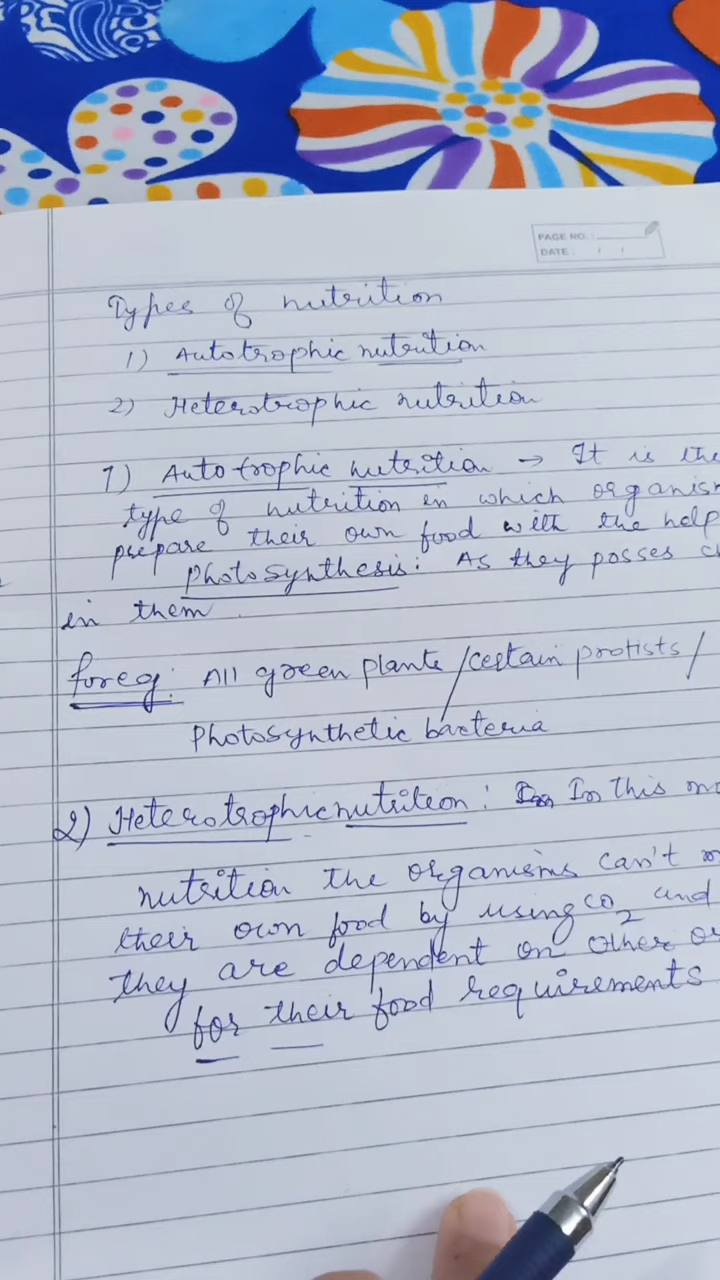 PAGE NO. :
DATE : / /
Types of nutrition
1) Autotrophic nutrition
2) Heterotrophic nutrition
1) Autotrophic nutrition → It is the
type of nutrition in which
prepare their own food with the help
Photosynthesis: As they posses
in them
for eg: All green plants /certain protists/
Photosynthetic bacteria
2) Heterotrophic nutrition: In this
nutrition the organisms can't
their own food by using CO2 and
they are dependent on other
for their food requirements